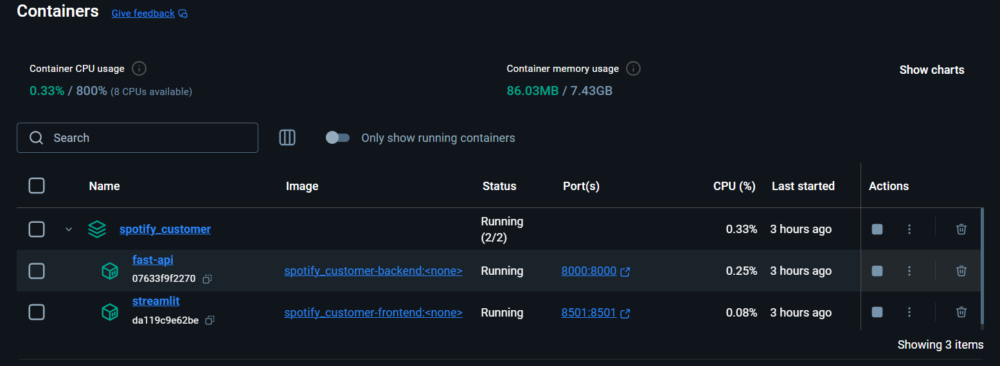 Containers Give feedback
Container CPU usage
0.33% / 800% (8 CPUs available)
Container memory usage
86.03MB / 7.43GB
Show charts
Search
Only show running containers
Name Image Status Port(s) CPU (%) Last started Actions
spotify_customer Running (2/2) 0.33% 3 hours ago
fast-api
07633f9f2270
spotify_customer-backend:<none> Running 8000:8000 0.25% 3 hours ago
streamlit
da119c9e62be
spotify_customer-frontend:<none> Running 8501:8501 0.08% 3 hours ago
Showing 3 items